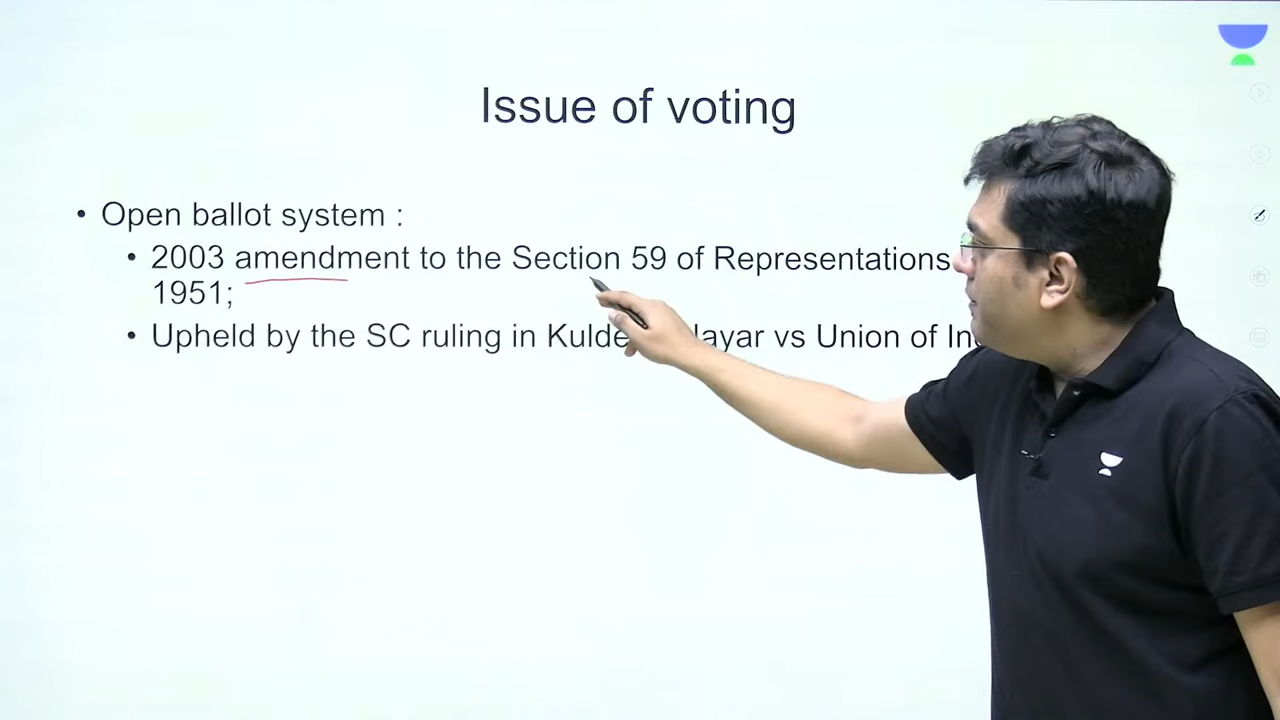 Issue of voting
• Open ballot system :
• 2003 amendment to the Section 59 of Representations
1951;
• Upheld by the SC ruling in vs Union of